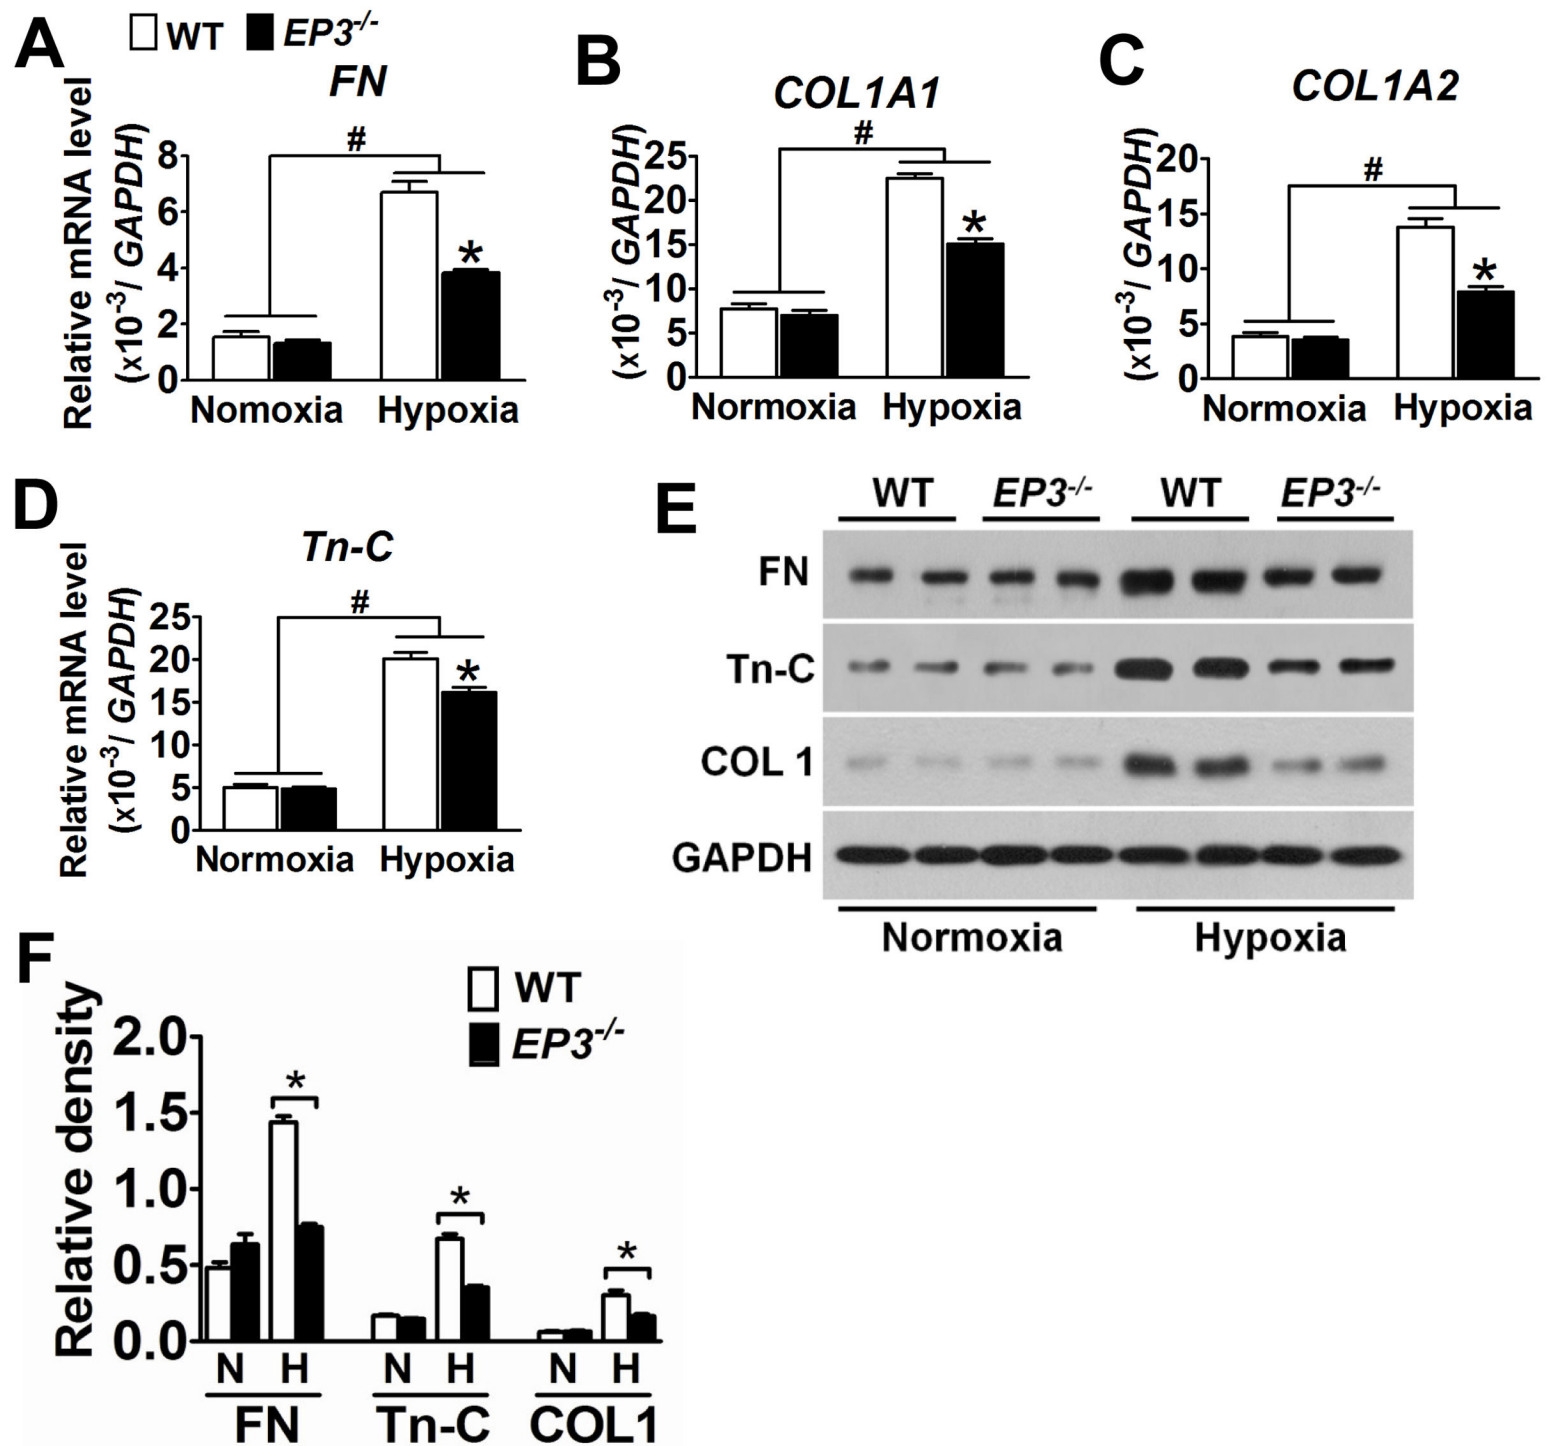 A
WT EP3-/-
FN
Relative mRNA level
(x10-3/ GAPDH)
8
6
4
2
0
#
*
Nomoxia Hypoxia
B
COL1A1
(x10-3/ GAPDH)
25
20
15
10
5
0
#
*
Normoxia Hypoxia
C
COL1A2
(x10-3/ GAPDH)
20
15
10
5
0
#
*
Normoxia Hypoxia
D
Tn-C
Relative mRNA level
(x10-3/ GAPDH)
25
20
15
10
5
0
#
*
Normoxia Hypoxia
E
WT EP3-/- WT EP3-/-
FN
Tn-C
COL 1
GAPDH
Normoxia Hypoxia
F
WT
EP3-/-
Relative density
2.0
1.5
1.0
0.5
0.0
* * *
N H N H N H
FN Tn-C COL1